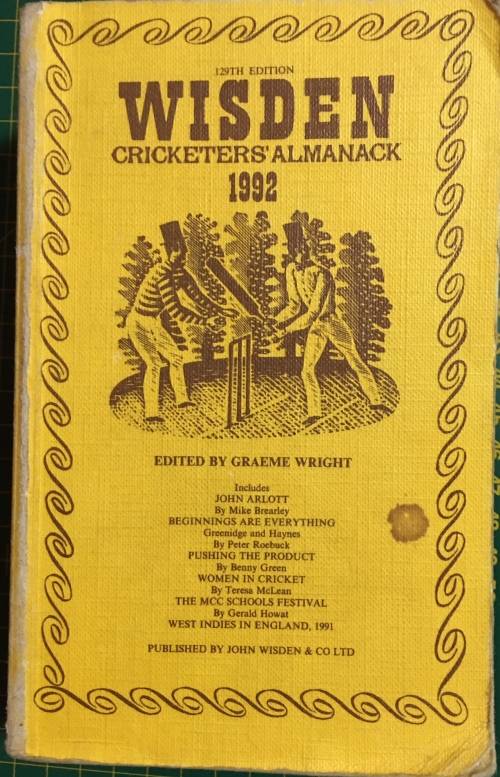 129TH EDITION
WISDEN
CRICKETERS' ALMANACK
1992
EDITED BY GRAEME WRIGHT
Includes
JOHN ARLOTT
By Mike Brearley
BEGINNINGS ARE EVERYTHING
Greenidge and Haynes
By Peter Roebuck
PUSHING THE PRODUCT
By Benny Green
WOMEN IN CRICKET
By Teresa McLean
THE MCC SCHOOLS FESTIVAL
By Gerald Howat
WEST INDIES IN ENGLAND, 1991
PUBLISHED BY JOHN WISDEN & CO LTD